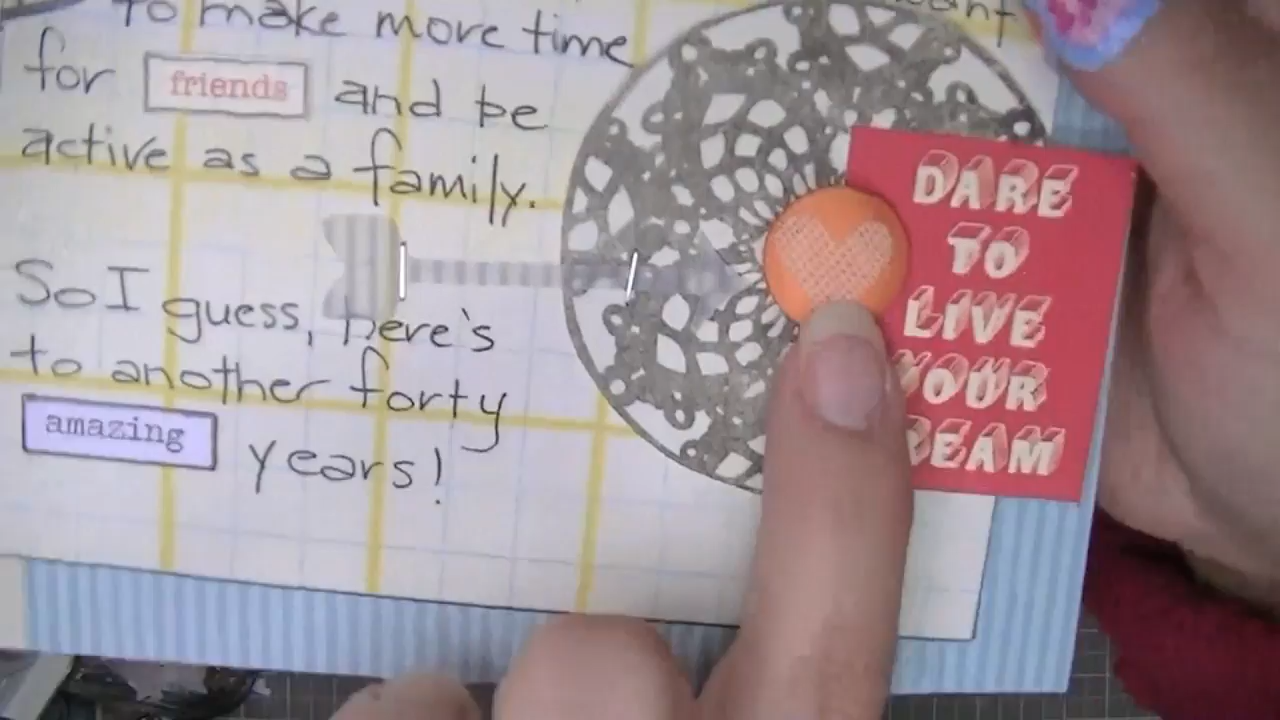 to make more time
for friends and be
active as a family.
So I guess, here's
to another forty
amazing years!
DARE
TO
LIVE
YOUR